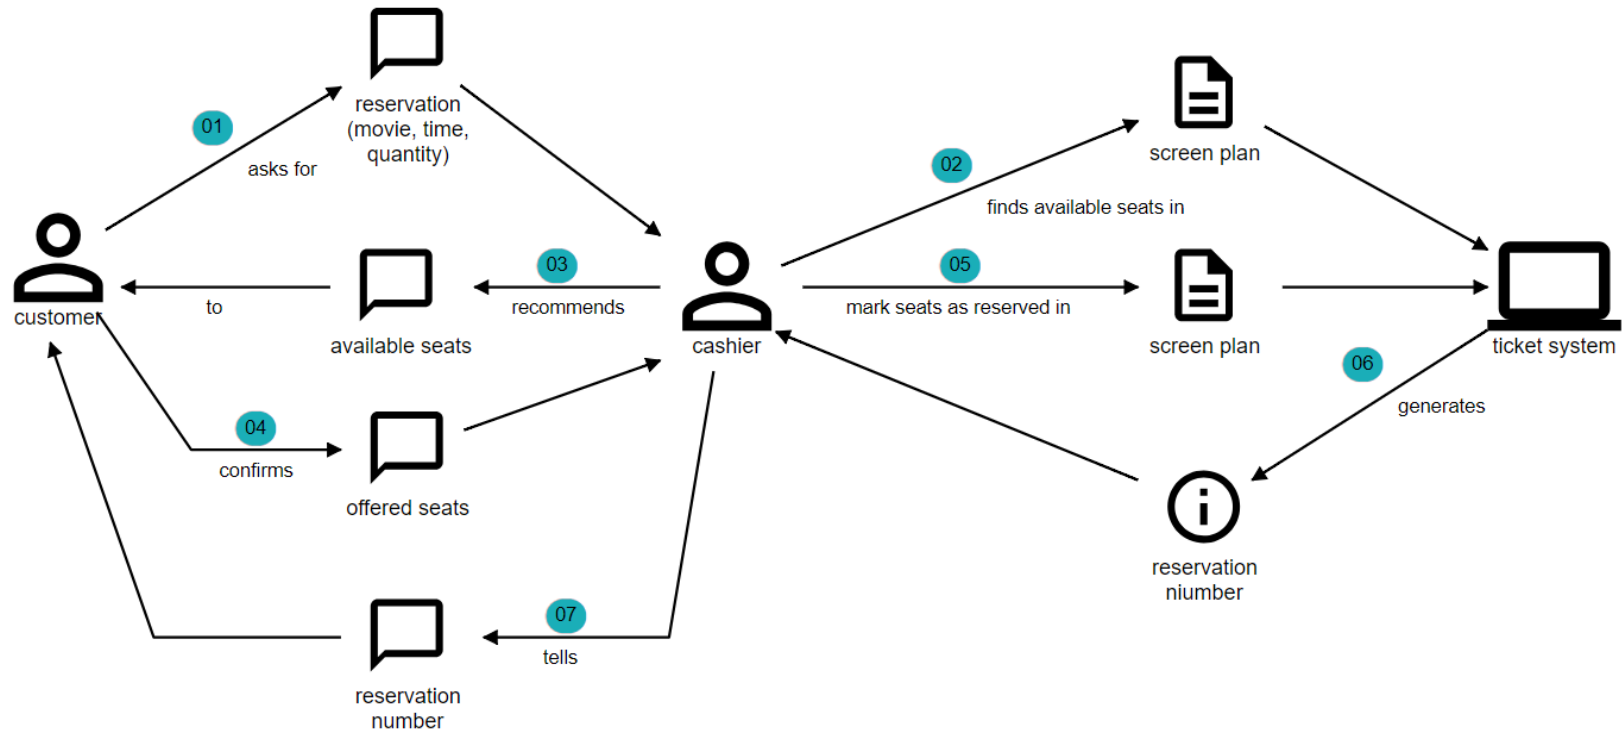 01
asks for
reservation
(movie, time,
quantity)
customer
02
finds available seats in
screen plan
03
recommends
to
available seats
cashier
05
mark seats as reserved in
screen plan
ticket system
06
generates
reservation
niumber
04
confirms
offered seats
07
tells
reservation
number